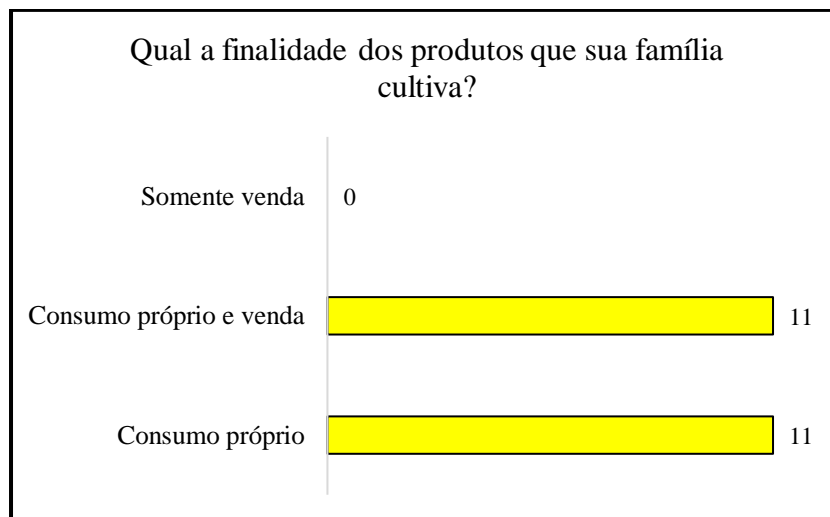 Qual a finalidade dos produtos que sua família
cultiva?
Somente venda
0
Consumo próprio e venda
11
Consumo próprio
11